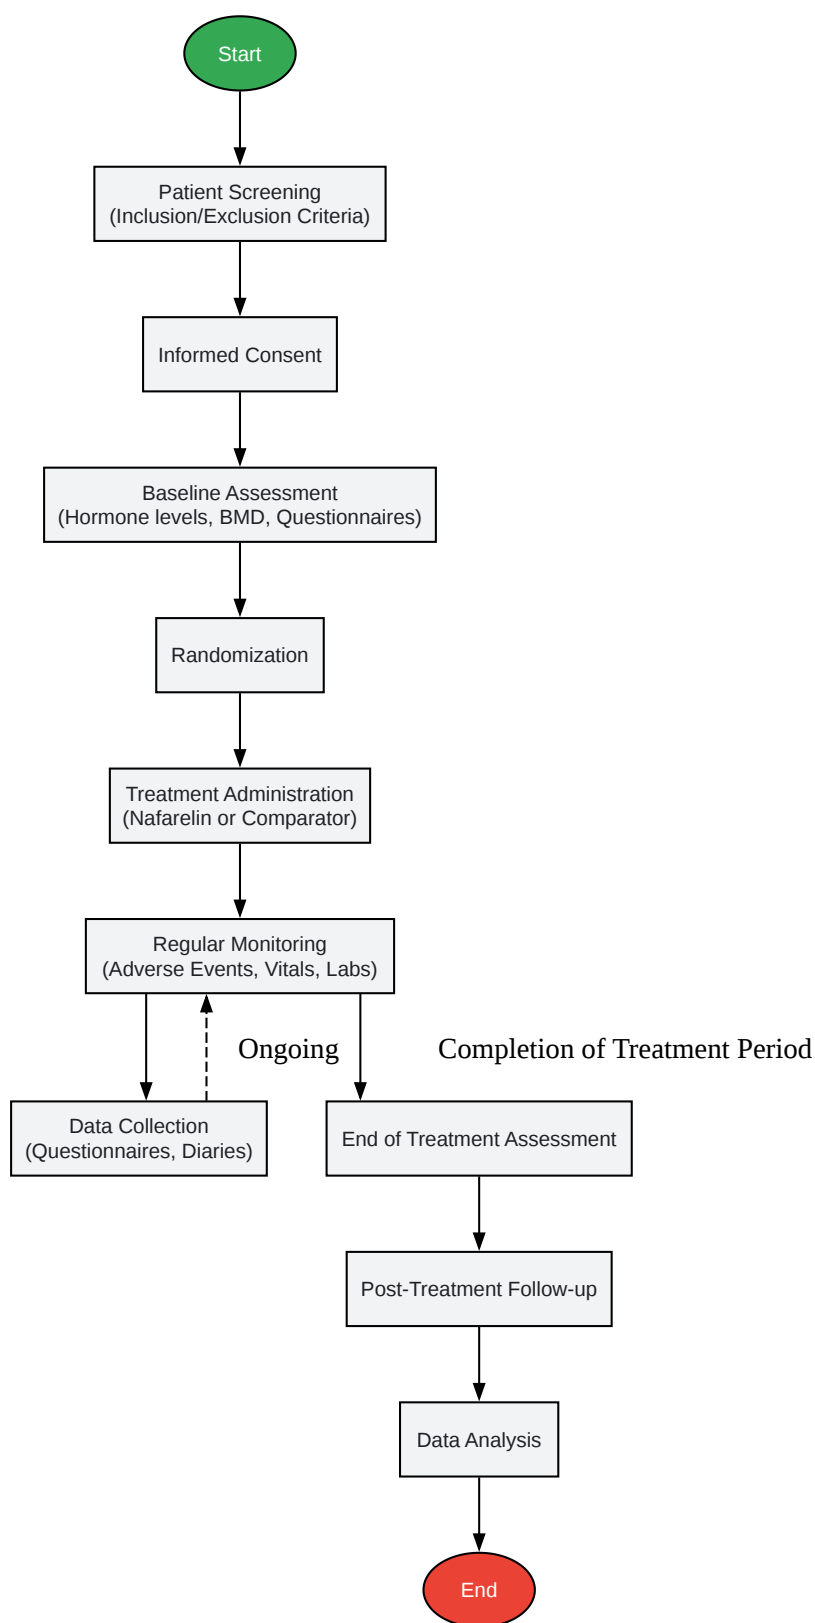 Start
Patient Screening
(Inclusion/Exclusion Criteria)
Informed Consent
Baseline Assessment
(Hormone levels, BMD, Questionnaires)
Randomization
Treatment Administration
(Nafarelin or Comparator)
Regular Monitoring
(Adverse Events, Vitals, Labs)
Ongoing
Completion of Treatment Period
Data Collection
(Questionnaires, Diaries)
End of Treatment Assessment
Post-Treatment Follow-up
Data Analysis
End